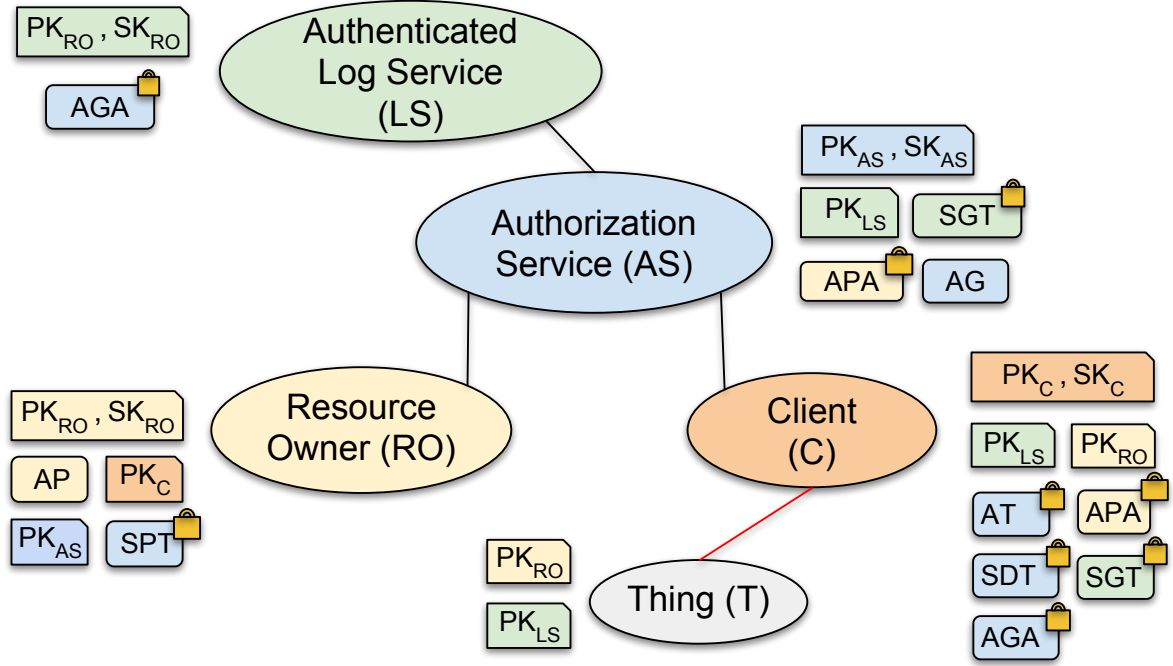 PK_RO , SK_RO
AGA
Authenticated
Log Service
(LS)
PK_AS , SK_AS
PK_LS
SGT
APA
AG
Authorization
Service (AS)
PK_RO , SK_RO
AP
PK_C
PK_AS
SPT
Resource
Owner (RO)
Client
(C)
PK_C , SK_C
PK_LS
PK_RO
AT
APA
SDT
SGT
AGA
PK_RO
PK_LS
Thing (T)